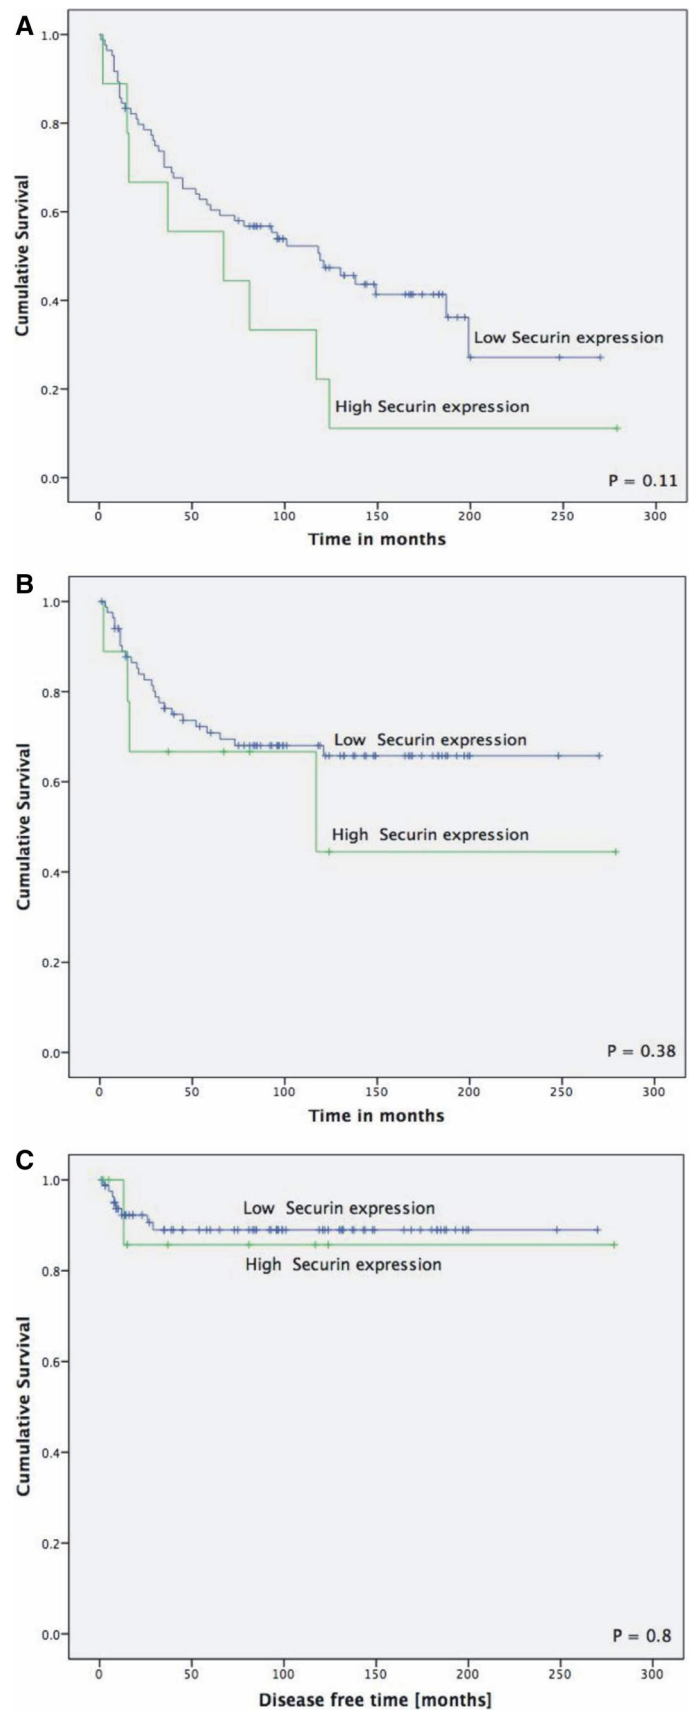 A
1.0
0.8
0.6
0.4
0.2
0.0
Cumulative Survival
Low Securin expression
High Securin expression
P = 0.11
0 50 100 150 200 250 300
Time in months
B
1.0
0.8
0.6
0.4
0.2
0.0
Cumulative Survival
Low Securin expression
High Securin expression
P = 0.38
0 50 100 150 200 250 300
Time in months
C
1.0
0.8
0.6
0.4
0.2
0.0
Cumulative Survival
Low Securin expression
High Securin expression
P = 0.8
0 50 100 150 200 250 300
Disease free time [months]